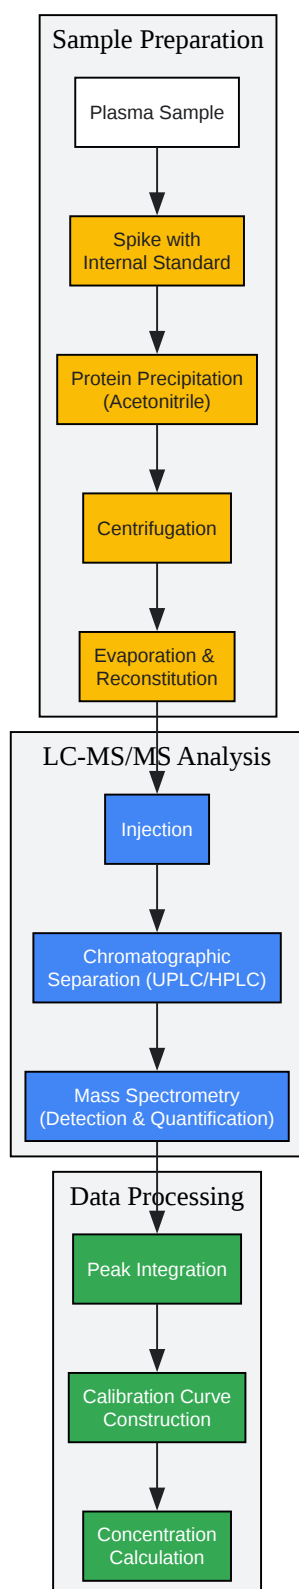 Sample Preparation
Plasma Sample
Spike with
Internal Standard
Protein Precipitation
(Acetonitrile)
Centrifugation
Evaporation &
Reconstitution
LC-MS/MS Analysis
Injection
Chromatographic
Separation (UPLC/HPLC)
Mass Spectrometry
(Detection & Quantification)
Data Processing
Peak Integration
Calibration Curve
Construction
Concentration
Calculation